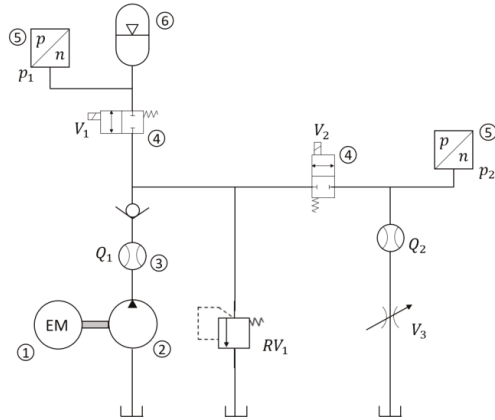 ⑥
⑤
p
n
p₁
④
V₁
V₂
④
⑤
p
n
p₂
Q₁
③
Q₂
EM
①
②
RV₁
V₃